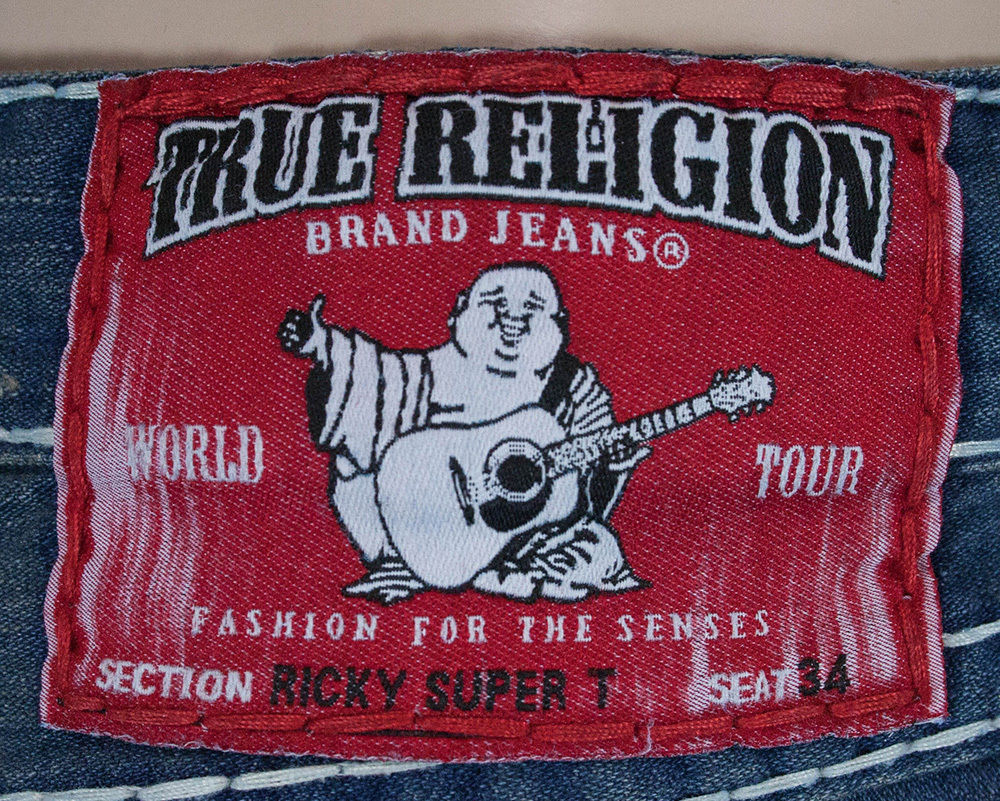 TRUE RELIGION
BRAND JEANS®
WORLD TOUR
FASHION FOR THE SENSES
SECTION RICKY SUPER T SEAT 34